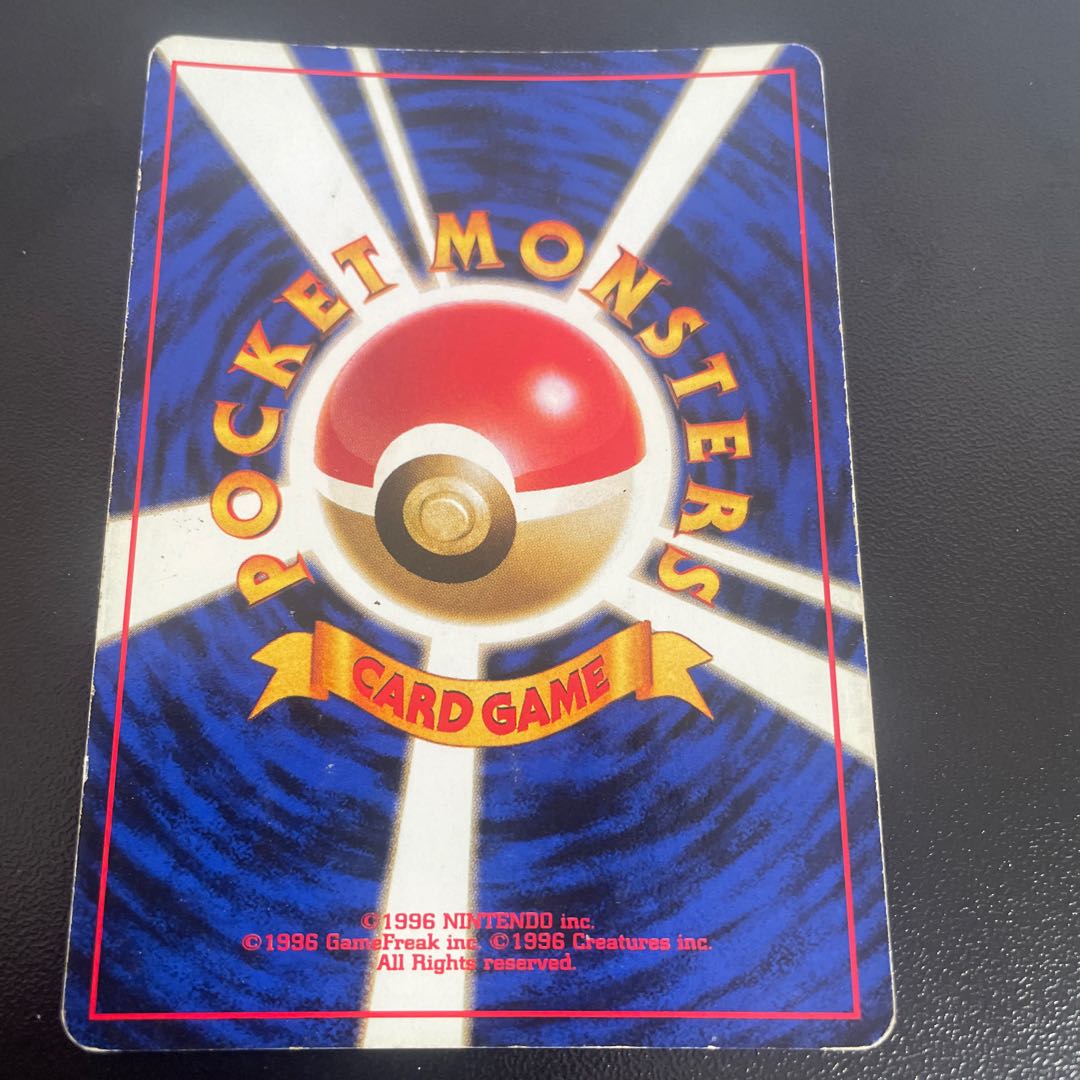 POCKET MONSTERS
CARD GAME
©1996 NINTENDO inc.
©1996 GameFreak inc. ©1996 Creatures inc.
All Rights reserved.